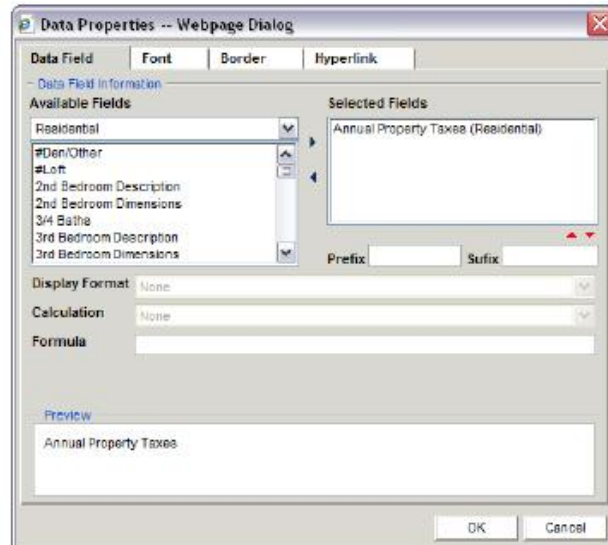 Data Properties -- Webpage Dialog
Data Field
Font
Border
Hyperlink
Data Field Information
Available Fields
Selected Fields
Residential
Annual Property Taxes (Residential)
#Den/Other
#Loft
2nd Bedroom Description
2nd Bedroom Dimensions
3/4 Baths
3rd Bedroom Description
3rd Bedroom Dimensions
Prefix
Sufix
Display Format
None
Calculation
None
Formula
Preview
Annual Property Taxes
OK
Cancel